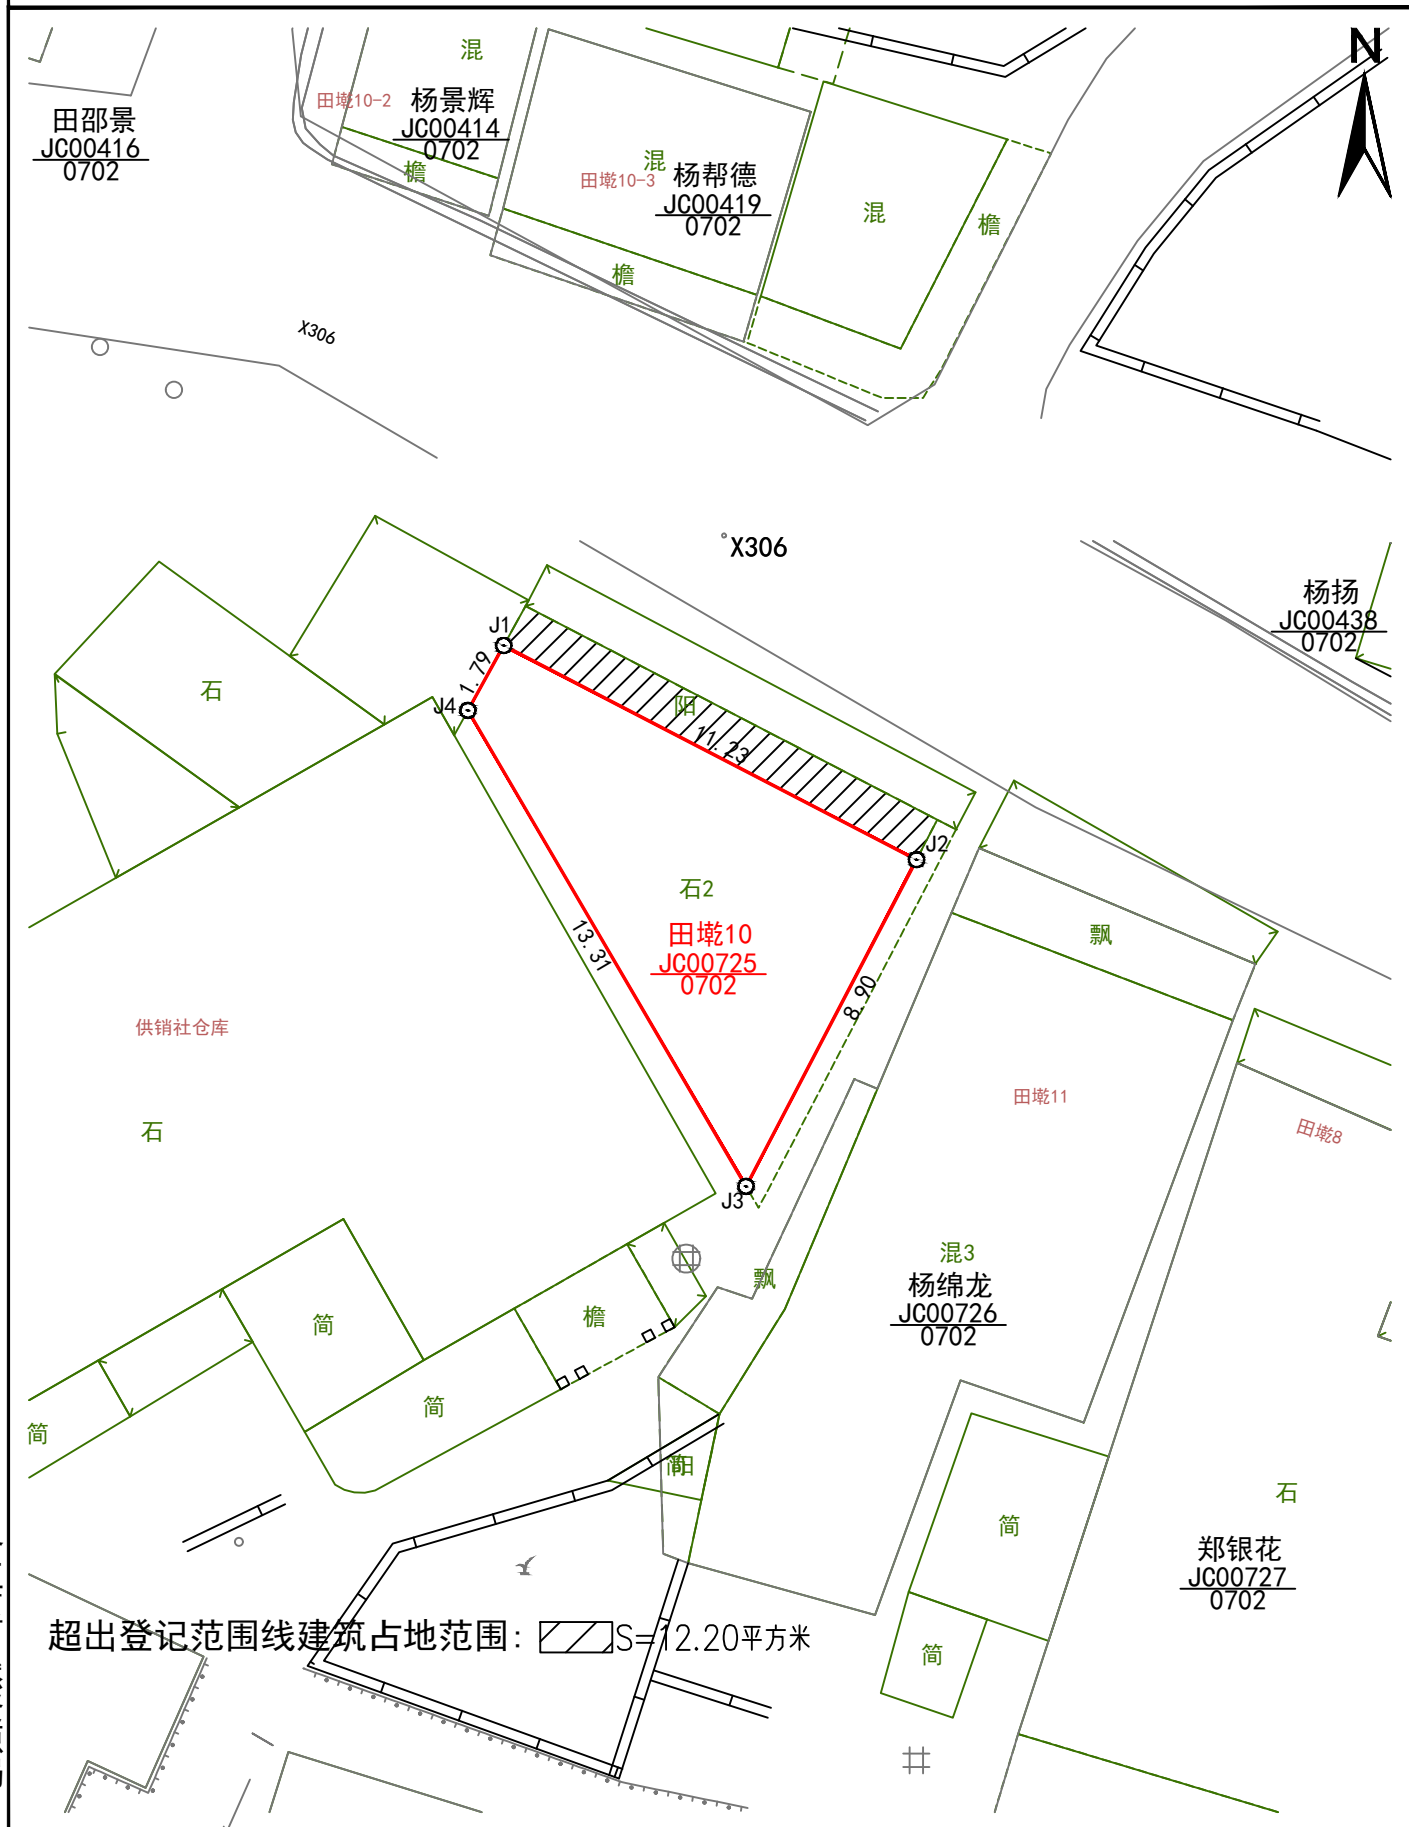 N
混
田墘10-2
杨景辉
JC00414
0702
田邵景
JC00416
0702
檐
混
田墘10-3
杨帮德
JC00419
0702
混
檐
檐
X306
X306
杨扬
JC00438
0702
J1
1.79
J4
石
阳
11.23
J2
石2
田墘10
JC00725
0702
13.31
8.90
飘
供销社仓库
田墘11
石
田墘8
J3
混3
杨绵龙
JC00726
0702
飘
檐
简
简
简
阳
石
简
郑银花
JC00727
0702
超出登记范围线建筑占地范围:
S=12.20平方米
简